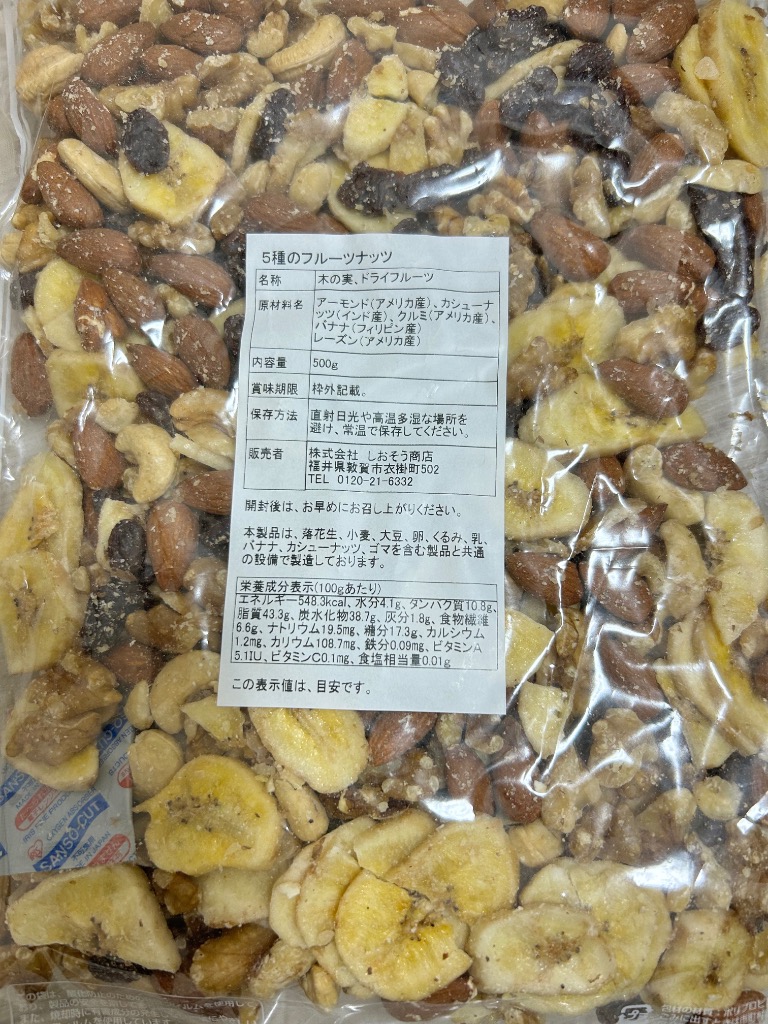 5種のフルーツナッツ
名称 木の実、ドライフルーツ
原材料名 アーモンド(アメリカ産)、カシューナ
ッツ(インド産)、クルミ(アメリカ産)、
バナナ(フィリピン産)
レーズン(アメリカ産)
内容量 500g
賞味期限 枠外記載。
保存方法 直射日光や高温多湿な場所を
避け、常温で保存してください。
販売者 株式会社 しおそう商店
福井県敦賀市衣掛町502
TEL 0120-21-6332
開封後は、お早めにお召し上がりください。
本製品は、落花生、小麦、大豆、卵、くるみ、乳、
バナナ、カシューナッツ、ゴマを含む製品と共通
の設備で製造しております。
栄養成分表示(100gあたり)
エネルギー548.3kcal、水分4.1g、タンパク質10.8g、
脂質43.3g、炭水化物38.7g、灰分1.8g、食物繊維
6.6g、ナトリウム19.5mg、糖分17.3g、カルシウム
1.2mg、カリウム108.7mg、鉄分0.09mg、ビタミンA
5.1IU、ビタミンC0.1mg、食塩相当量0.01g
この表示値は、目安です。
SANSO-CUT